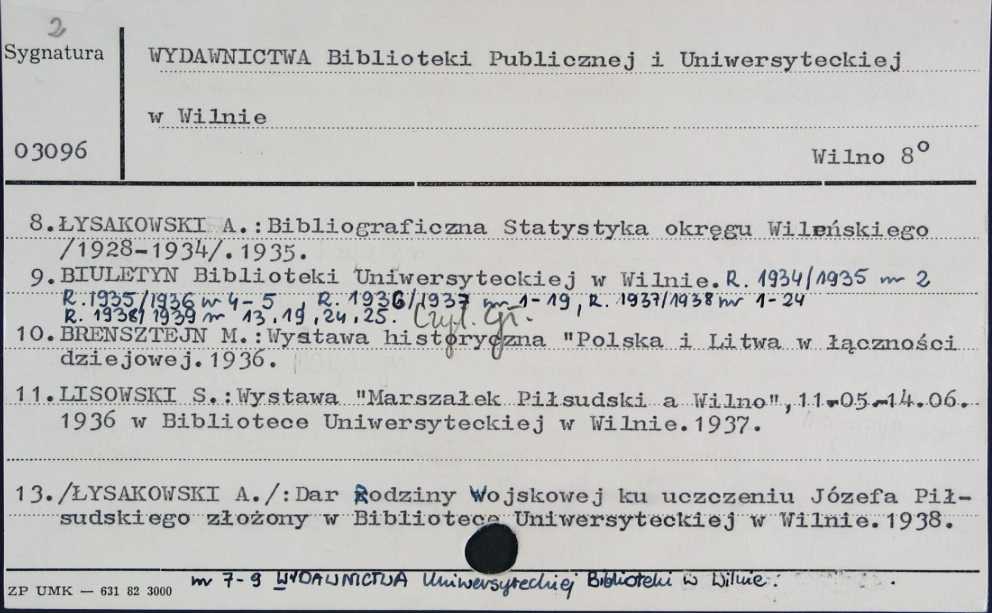 2
Sygnatura
WYDAWNICTWA Biblioteki Publicznej i Uniwersyteckiej
w Wilnie
03096
Wilno 8°
8.ŁYSAKOWSKI A.:Bibliograficzna Statystyka okręgu Wileńskiego
/1928-1934/.1935.
9.BIULETYN Biblioteki Uniwersyteckiej w Wilnie. R. 1934/1935 nr 2
R.1935/1936 nr 4-5 , R. 1936/1937 nr 1-19, R. 1937/1938 nr 1-24
R. 1938/1939 nr 13.19.,24.,25. Czyt. Gr.
10.BRENSZTEJN M.:Wystawa historyczna "Polska i Litwa w łączności
dziejowej.1936.
11.LISOWSKI S.:Wystawa "Marszałek Piłsudski a Wilno",11.05.-14.06.
1936 w Bibliotece Uniwersyteckiej w Wilnie.1937.
13./ŁYSAKOWSKI A./:Dar Rodziny Wojskowej ku uczczeniu Józefa Pił-
sudskiego złożony w Bibliotece Uniwersyteckiej w Wilnie.1938.
nr 7-9 WYDAWNICTWA Uniwersyteckiej Biblioteki w Wilnie.
ZP UMK — 631 82 3000